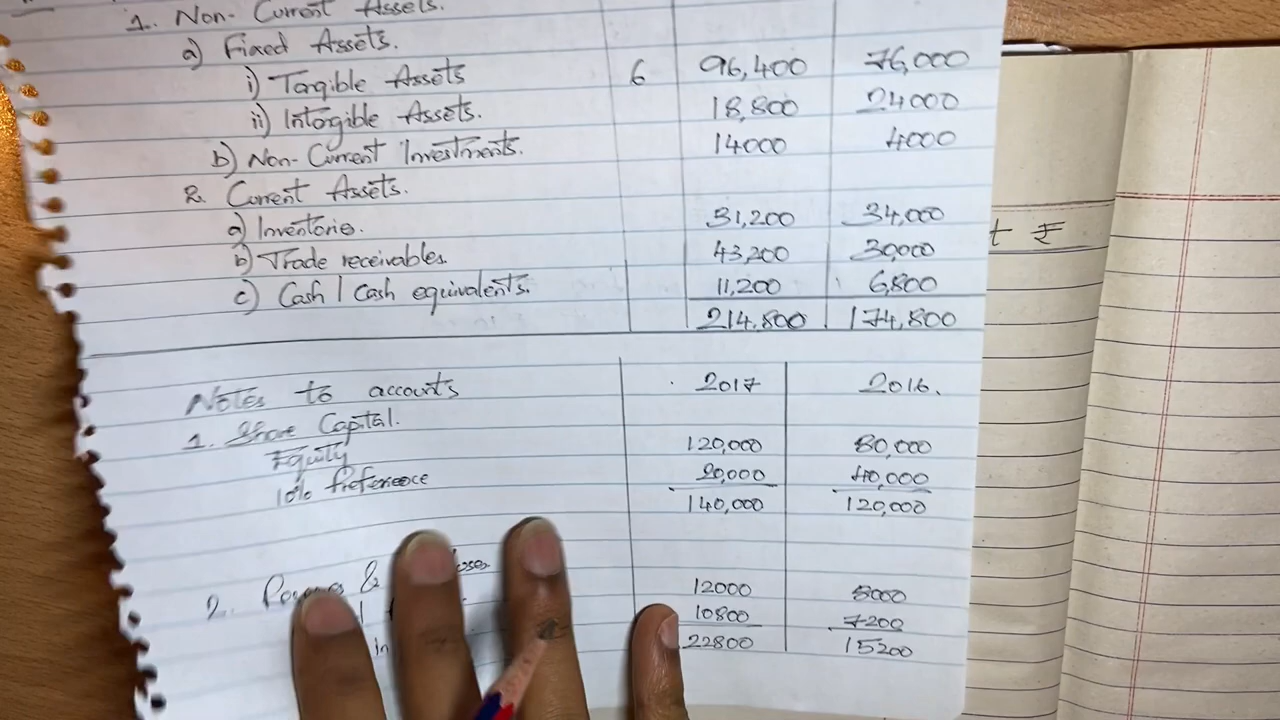 1. Non-Current Assets.
a) Fixed Assets.
i) Tangible Assets 6 96,400 76,000
ii) Intangible Assets. 18,800 24000
b) Non-Current Investments. 14000 4000
2. Current Assets.
a) Inventories. 31,200 34,000
b) Trade receivables. 43,200 30,000
c) Cash / Cash equivalents. 11,200 6,800
214,800 174,800
t ₹
Notes to accounts 2017 2016.
1. Share Capital.
Equity 120,000 80,000
10% Preference 20,000 40,000
140,000 120,000
2. &
12000 8000
10800 7200
In 22800 15200